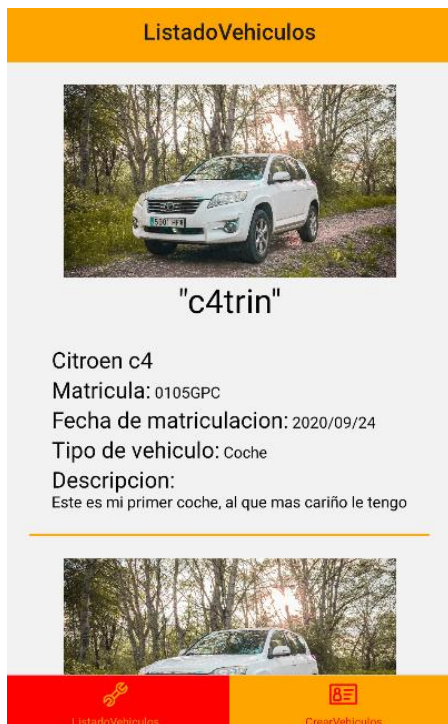 ListadoVehiculos
"c4trin"
Citroen c4
Matricula: 0105GPC
Fecha de matriculacion: 2020/09/24
Tipo de vehiculo: Coche
Descripcion:
Este es mi primer coche, al que mas cariño le tengo
ListadoVehiculos
CrearVehiculos